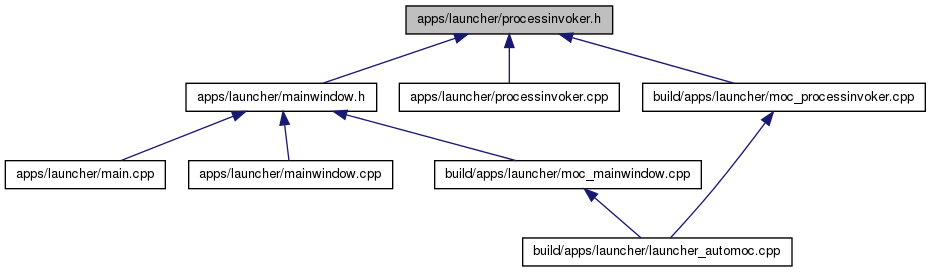 apps/launcher/processinvoker.h
apps/launcher/mainwindow.h
apps/launcher/processinvoker.cpp
build/apps/launcher/moc_processinvoker.cpp
apps/launcher/main.cpp
apps/launcher/mainwindow.cpp
build/apps/launcher/moc_mainwindow.cpp
build/apps/launcher/launcher_automoc.cpp